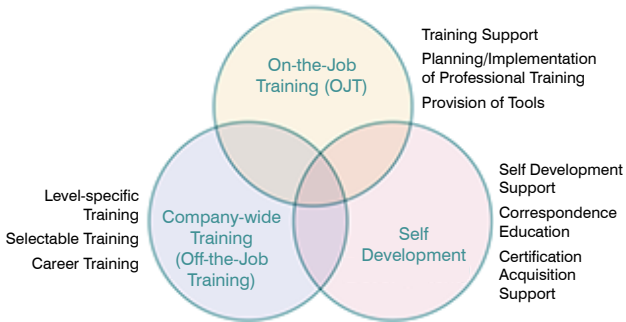 On-the-Job
Training (OJT)
Training Support
Planning/Implementation
of Professional Training
Provision of Tools
Level-specific
Training
Selectable Training
Career Training
Company-wide
Training
(Off-the-Job
Training)
Self
Development
Self Development
Support
Correspondence
Education
Certification
Acquisition
Support